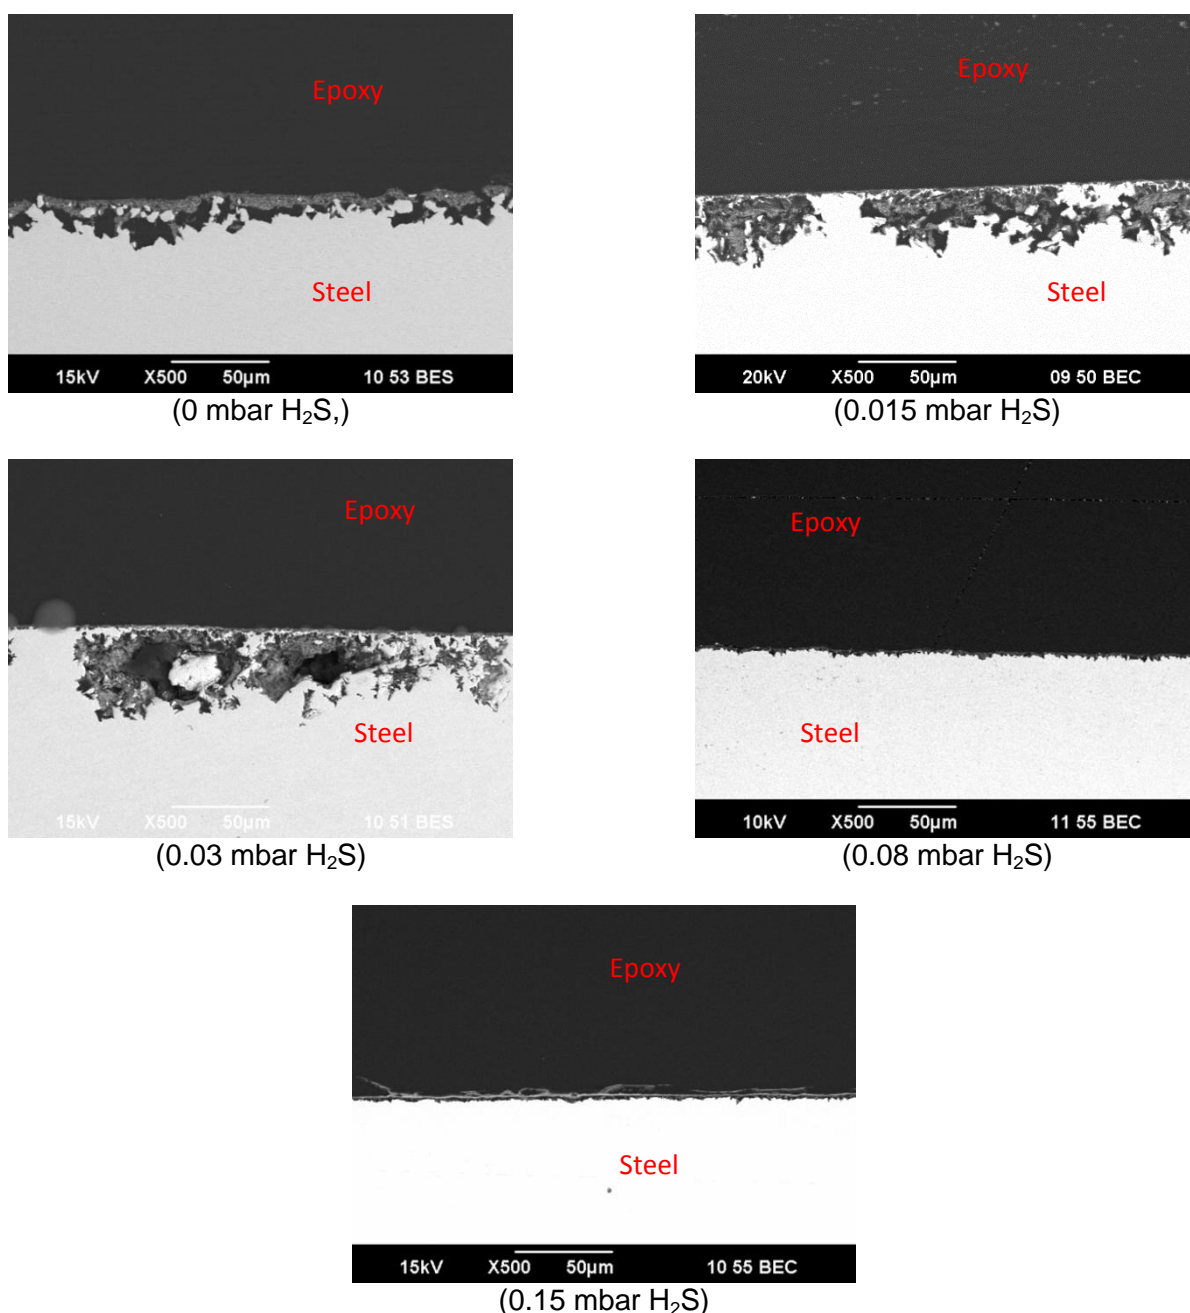 Epoxy
Steel
15kV X500 50µm 10 53 BES
(0 mbar H₂S,)
Epoxy
Steel
20kV X500 50µm 09 50 BEC
(0.015 mbar H₂S)
Epoxy
Steel
15kV X500 50µm 10 51 BES
(0.03 mbar H₂S)
Epoxy
Steel
10kV X500 50µm 11 55 BEC
(0.08 mbar H₂S)
Epoxy
Steel
15kV X500 50µm 10 55 BEC
(0.15 mbar H₂S)